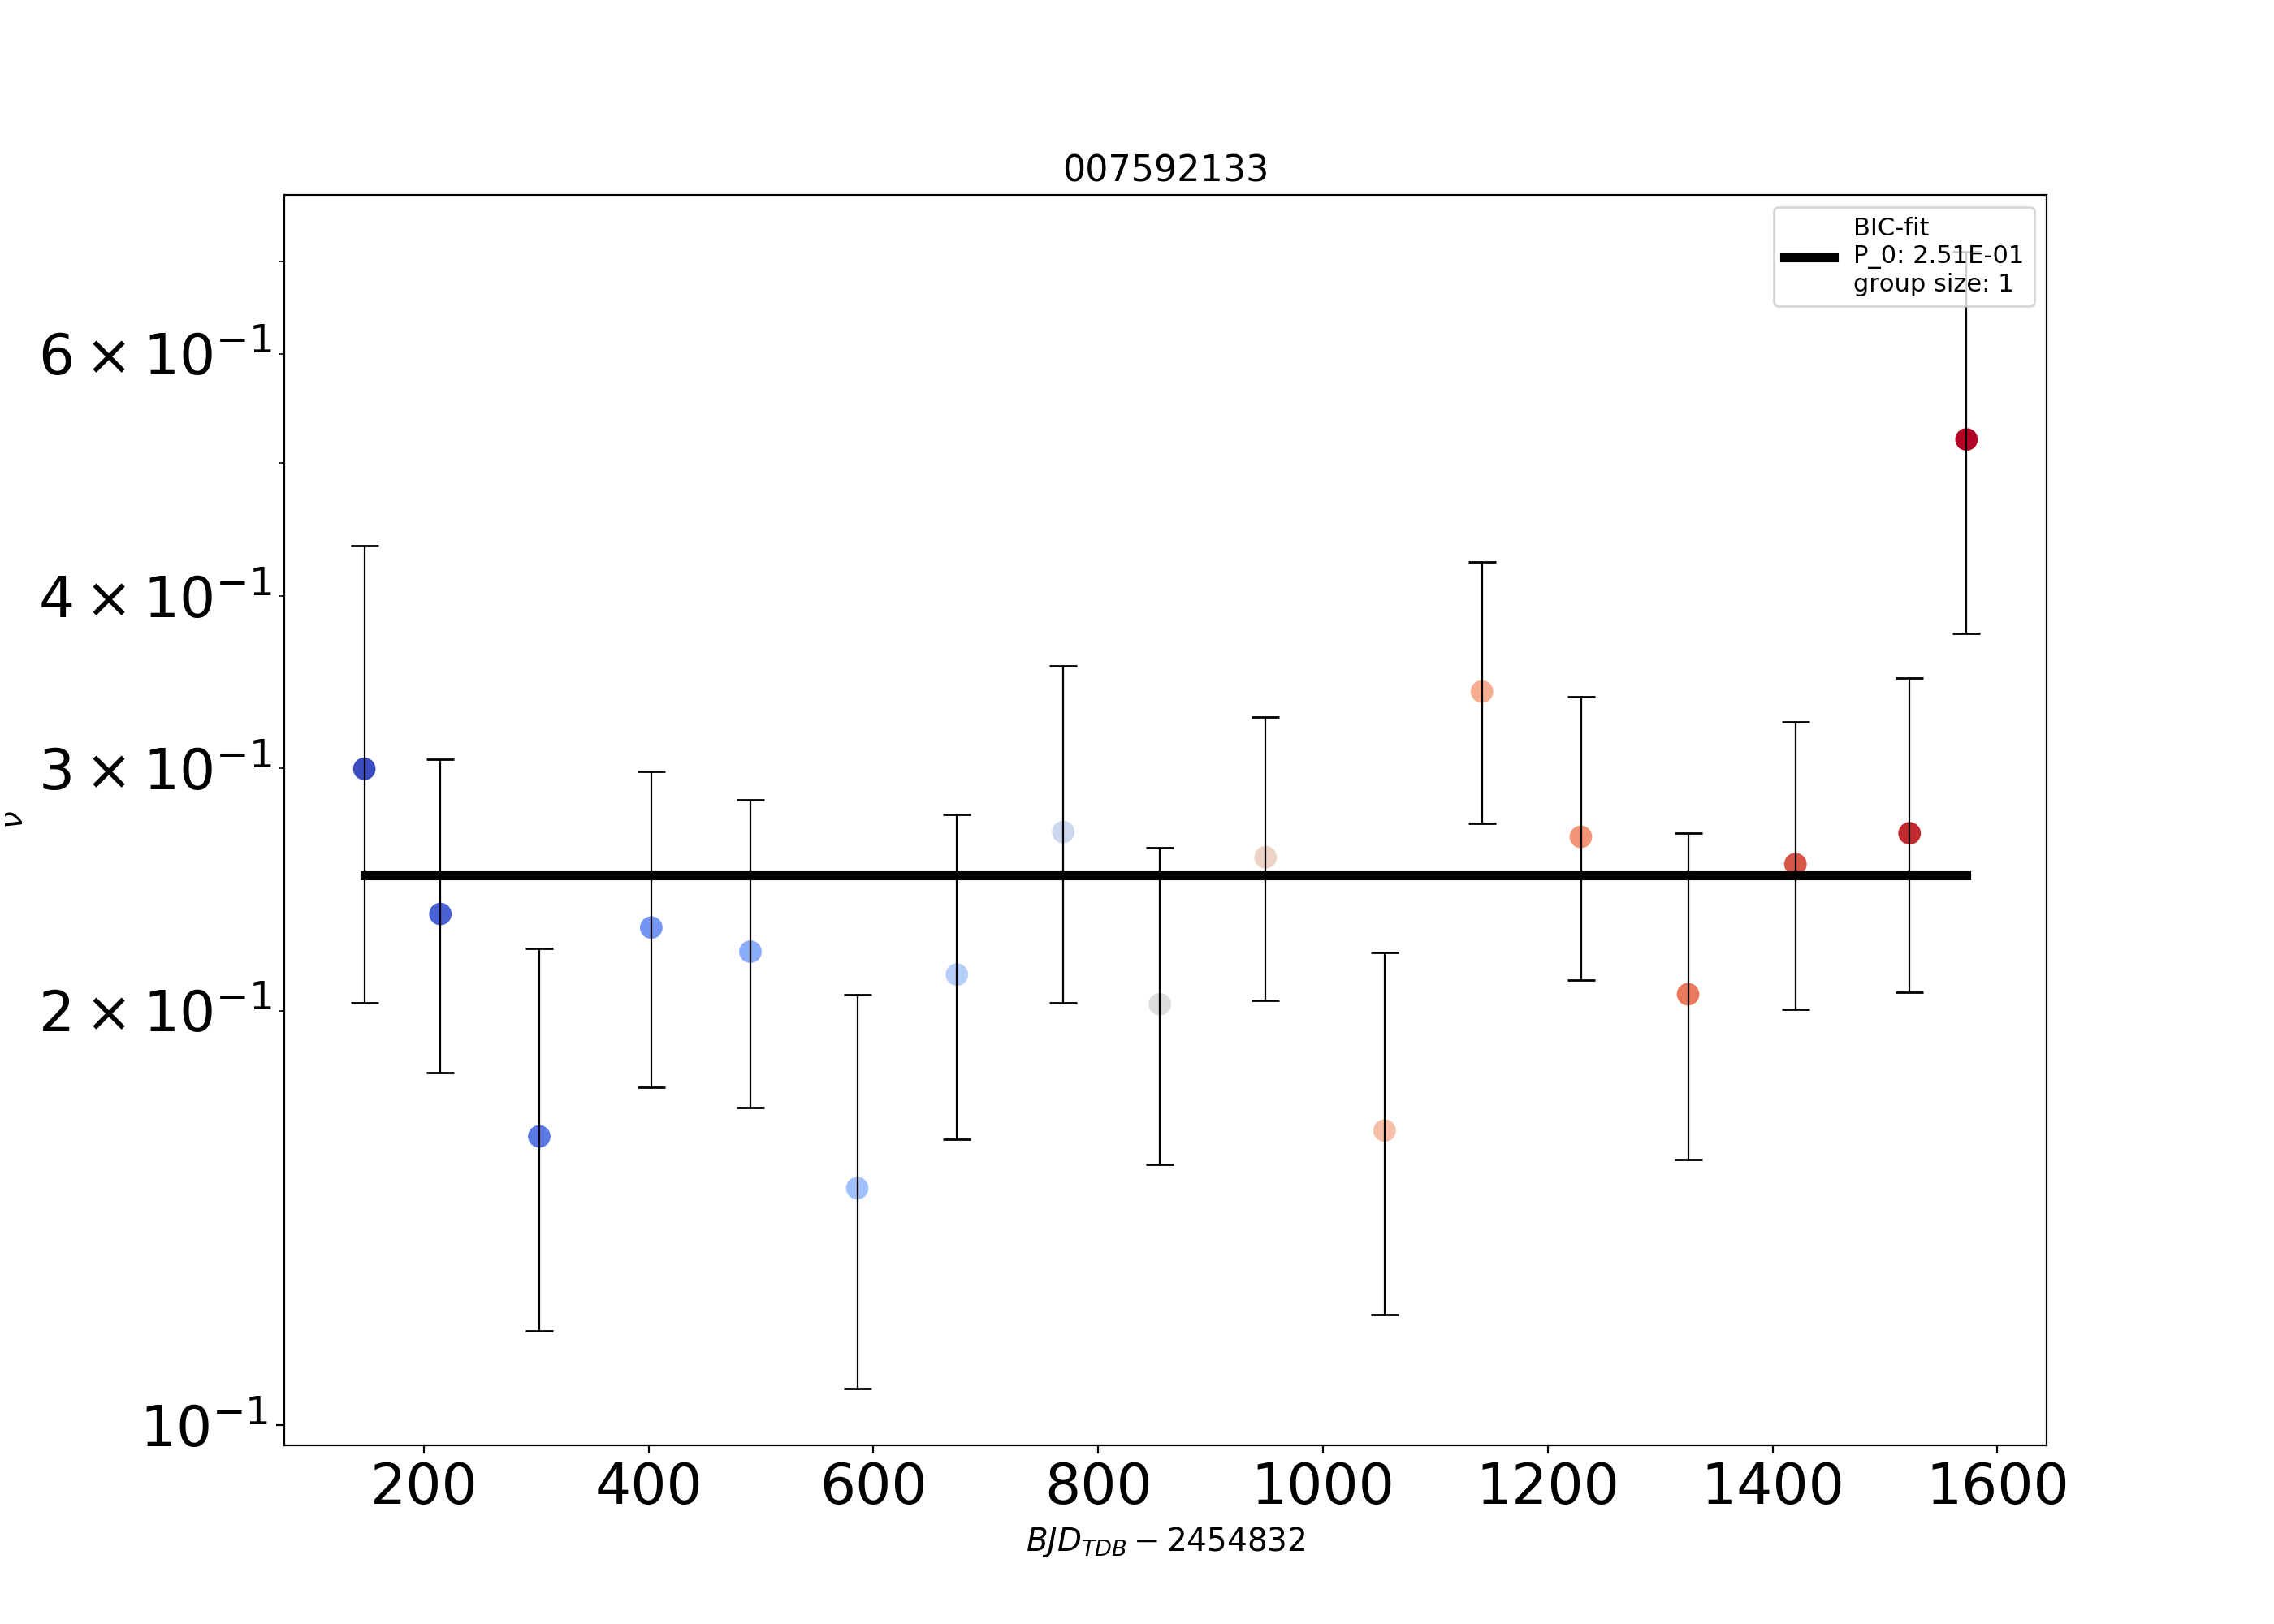 007592133
BIC-fit
P_0: 2.51E-01
group size: 1
6 × 10⁻¹
4 × 10⁻¹
3 × 10⁻¹
2 × 10⁻¹
10⁻¹
ν
200 400 600 800 1000 1200 1400 1600
BJD_TDB − 2454832